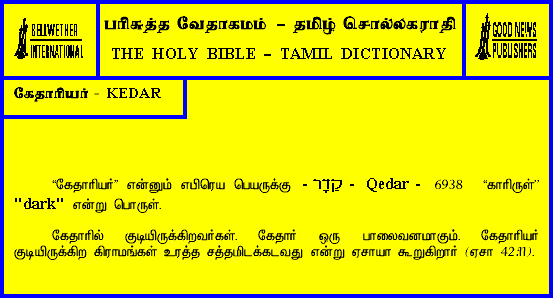 BELLWETHER
INTERNATIONAL
பரிசுத்த வேதாகமம் – தமிழ் சொல்லகராதி
THE HOLY BIBLE – TAMIL DICTIONARY
GOOD NEWS
PUBLISHERS
கேதாரியர் - KEDAR
“கேதாரியர்” என்னும் எபிரெய பெயருக்கு - קֵדָר - Qedar - 6938 “காரிருள்”
"dark" என்று பொருள்.
கேதாரில் குடியிருக்கிறவர்கள். கேதார் ஒரு பாலைவனமாகும். கேதாரியர்
குடியிருக்கிற கிராமங்கள் உரத்த சத்தமிடக்கடவது என்று ஏசாயா கூறுகிறார் (ஏசா 42:11).